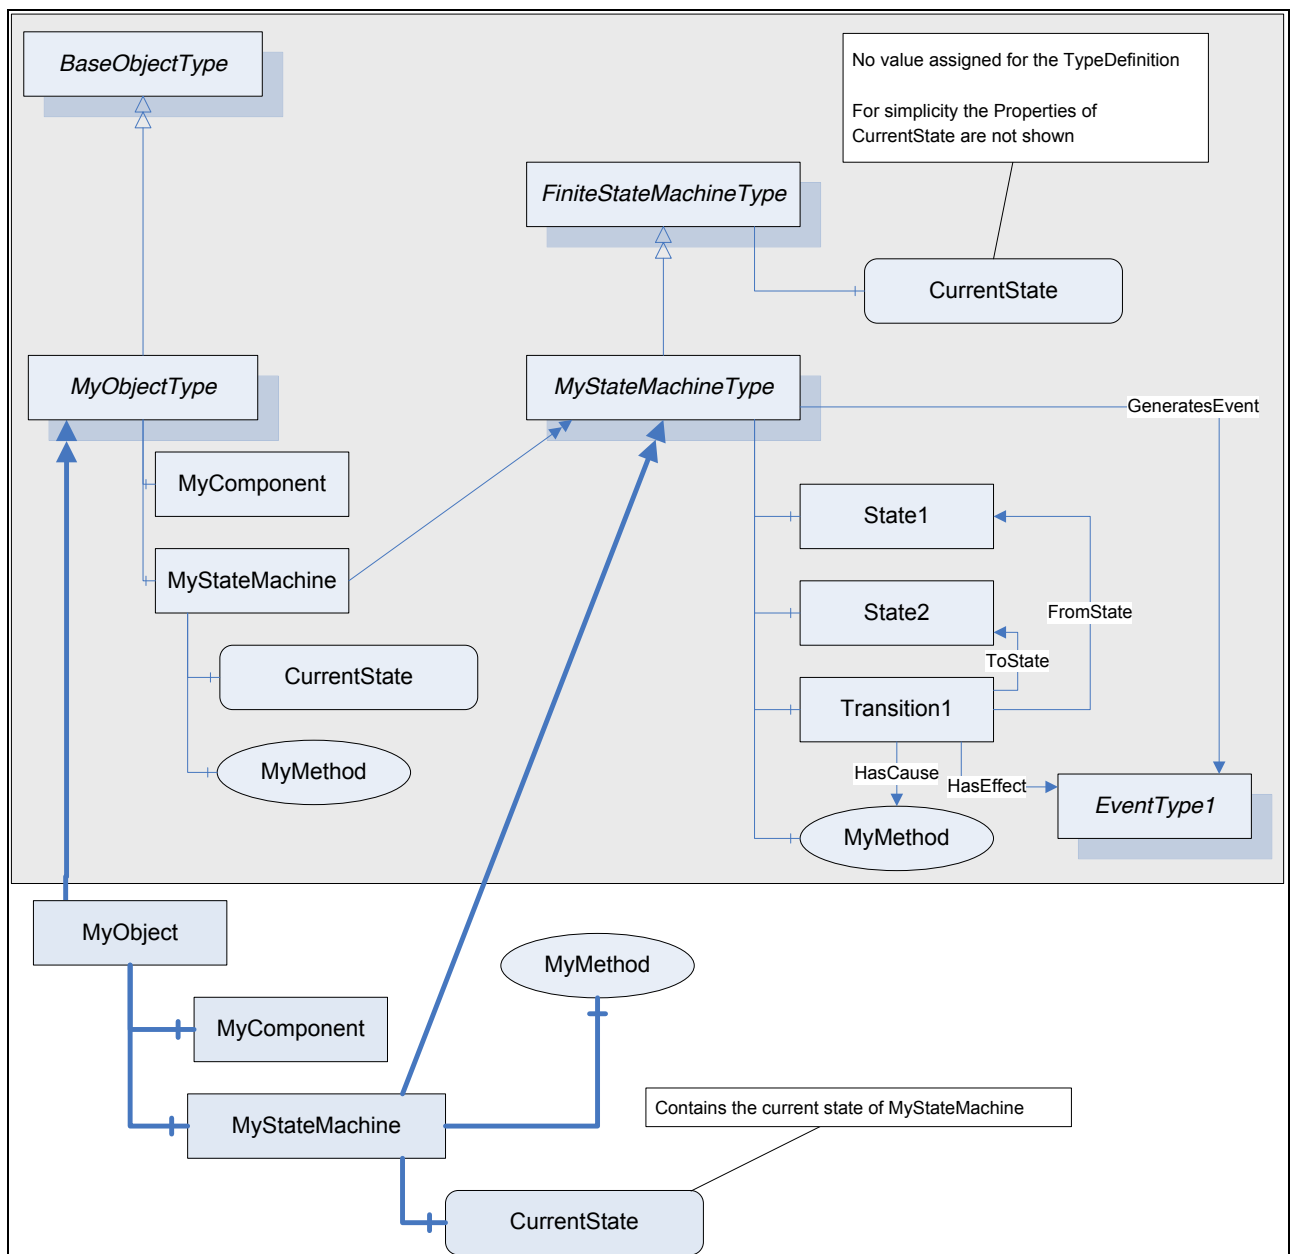 BaseObjectType
No value assigned for the TypeDefinition
For simplicity the Properties of
CurrentState are not shown
FiniteStateMachineType
CurrentState
MyObjectType
MyStateMachineType
GeneratesEvent
MyComponent
State1
MyStateMachine
State2
FromState
ToState
CurrentState
Transition1
MyMethod
HasCause
HasEffect
EventType1
MyMethod
MyObject
MyMethod
MyComponent
Contains the current state of MyStateMachine
MyStateMachine
CurrentState